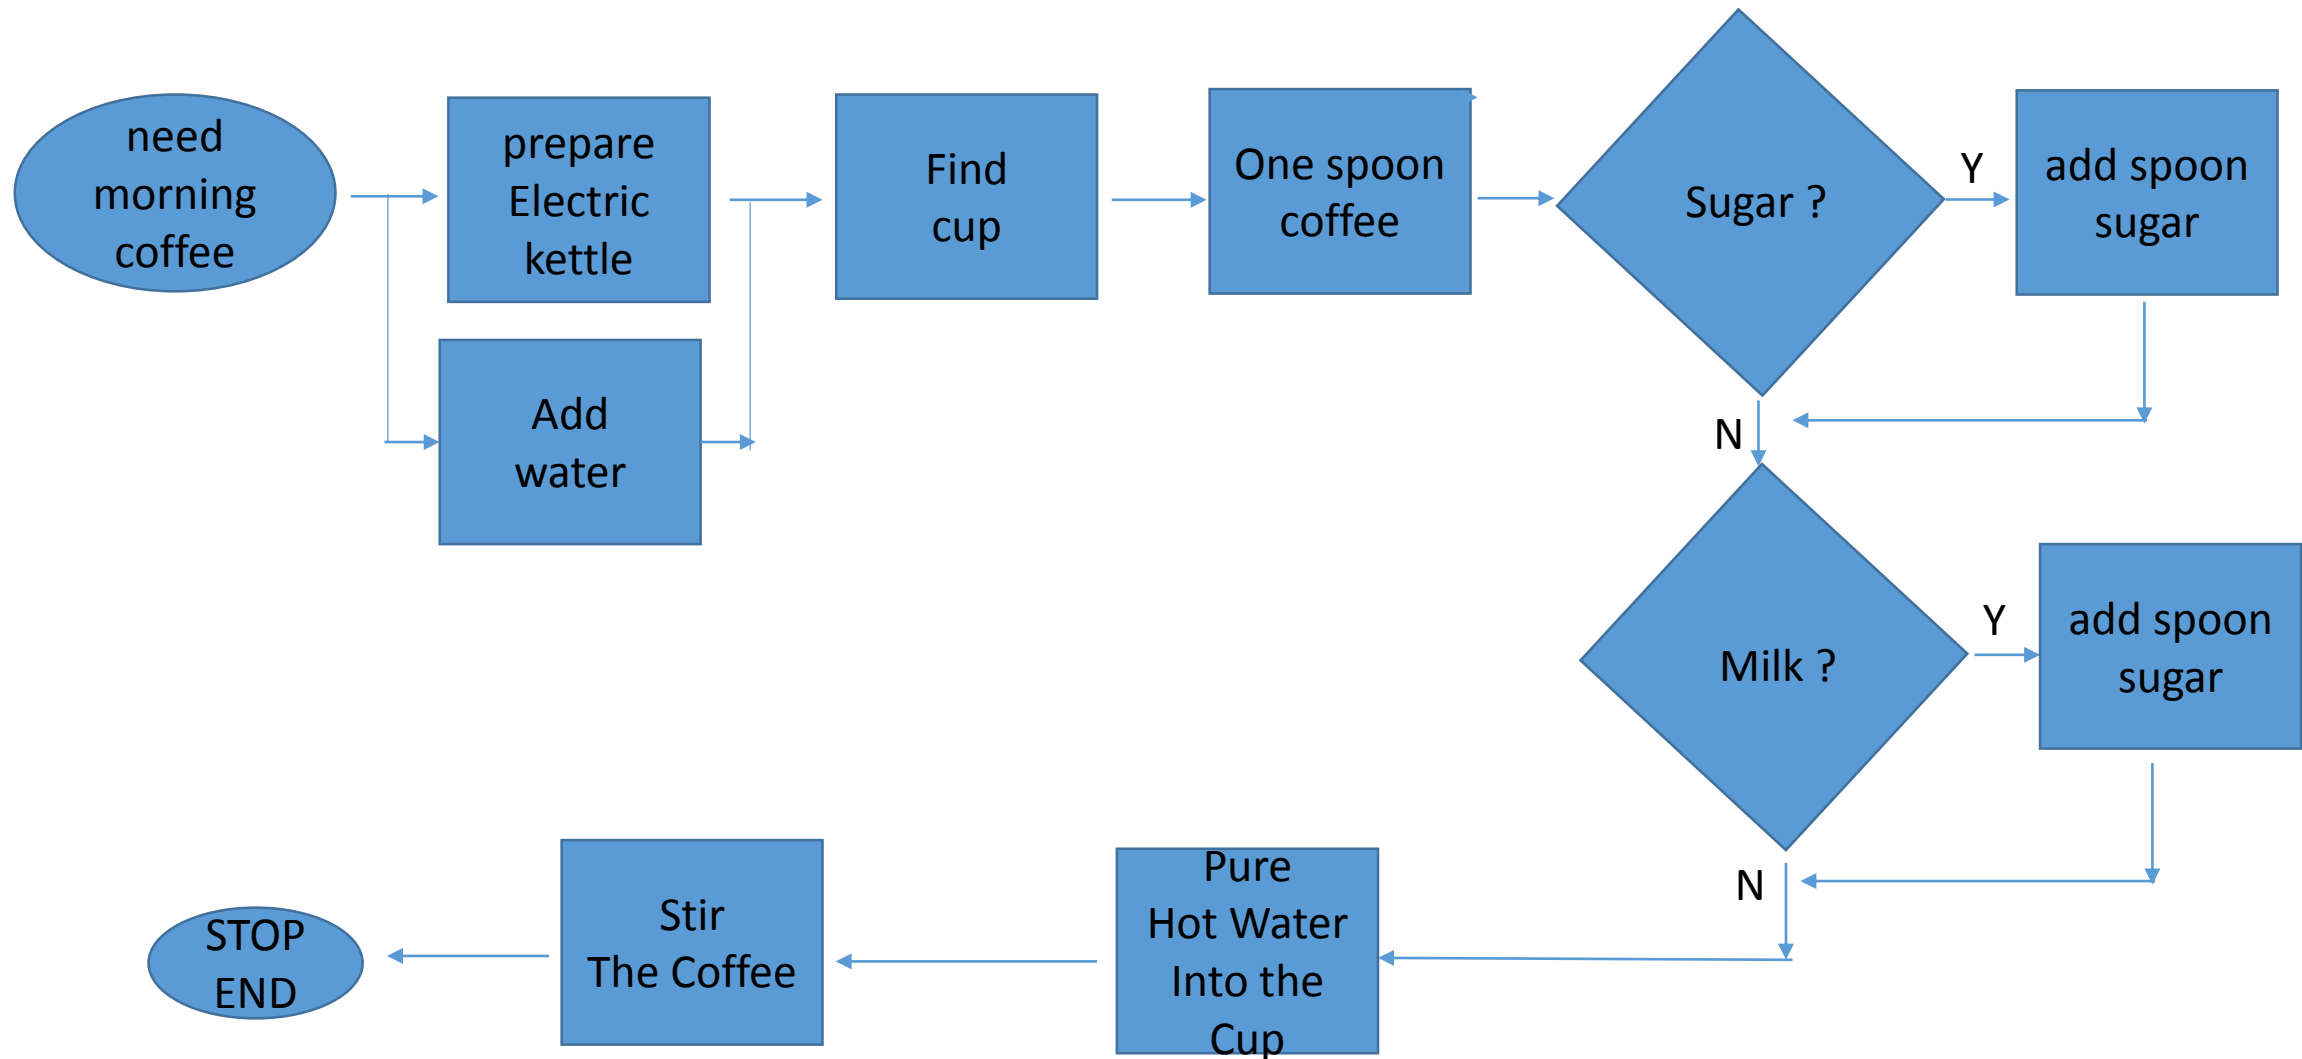 need
morning
coffee
prepare
Electric
kettle
Add
water
Find
cup
One spoon
coffee
Sugar ?
Y
add spoon
sugar
N
Milk ?
Y
add spoon
sugar
N
Pure
Hot Water
Into the
Cup
Stir
The Coffee
STOP
END